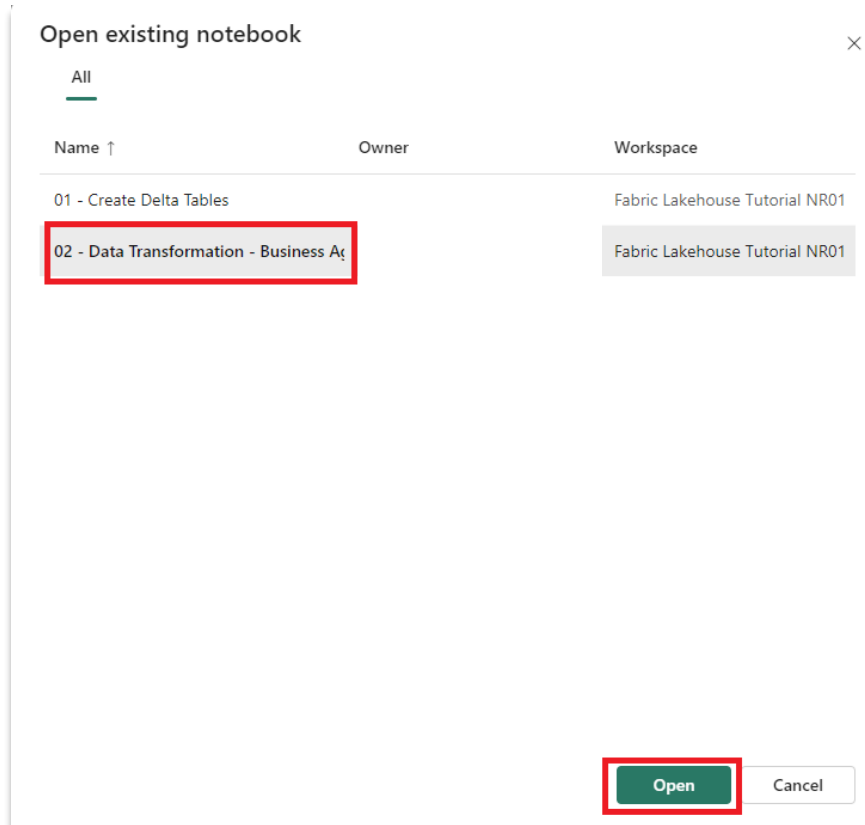 Open existing notebook
All
Name ↑ Owner Workspace
01 - Create Delta Tables Fabric Lakehouse Tutorial NR01
02 - Data Transformation - Business Ag Fabric Lakehouse Tutorial NR01
Open Cancel